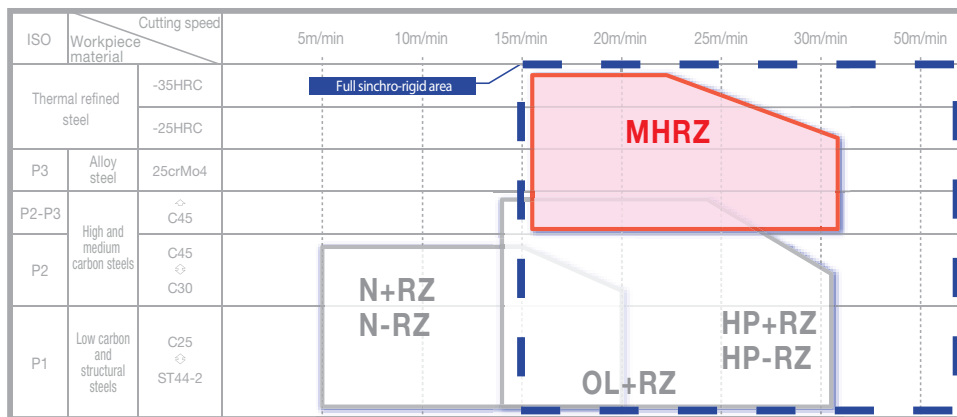 Cutting speed
ISO
Workpiece
material
5m/min
10m/min
15m/min
20m/min
25m/min
30m/min
50m/min
Full sinchro-rigid area
Thermal refined
steel
-35HRC
-25HRC
MHRZ
P3
Alloy
steel
25crMo4
P2-P3
C45
High and
medium
carbon steels
P2
C45
C30
N+RZ
N-RZ
HP+RZ
HP-RZ
OL+RZ
P1
Low carbon
and
structural
steels
C25
ST44-2